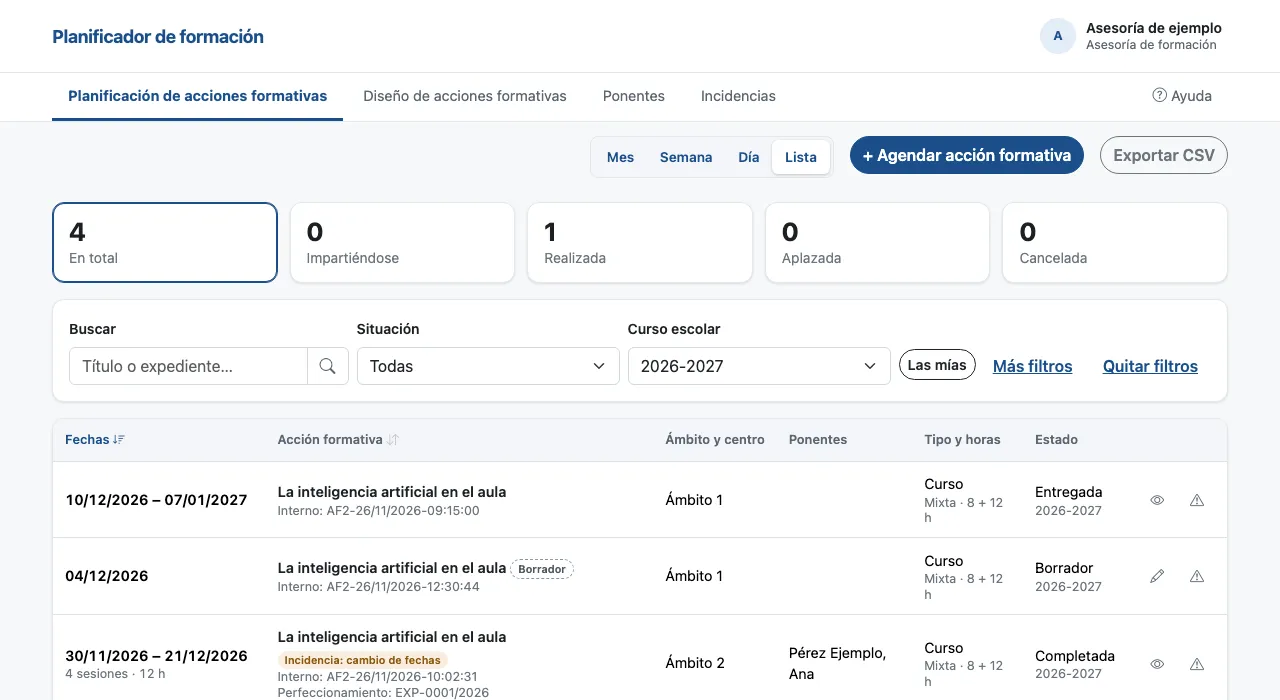 Planificador de formación
A
Asesoría de ejemplo
Asesoría de formación
Planificación de acciones formativas
Diseño de acciones formativas
Ponentes
Incidencias
Ayuda
Mes
Semana
Día
Lista
+ Agendar acción formativa
Exportar CSV
4
En total
0
Impartiéndose
1
Realizada
0
Aplazada
0
Cancelada
Buscar
Título o expediente...
Situación
Todas
Curso escolar
2026-2027
Las mías
Más filtros
Quitar filtros
Fechas
Acción formativa
Ámbito y centro
Ponentes
Tipo y horas
Estado
10/12/2026 – 07/01/2027
La inteligencia artificial en el aula
Interno: AF2-26/11/2026-09:15:00
Ámbito 1
Curso
Mixta · 8 + 12
h
Entregada
2026-2027
04/12/2026
La inteligencia artificial en el aula
Borrador
Interno: AF2-26/11/2026-12:30:44
Ámbito 1
Curso
Mixta · 8 + 12
h
Borrador
2026-2027
30/11/2026 – 21/12/2026
4 sesiones · 12 h
La inteligencia artificial en el aula
Incidencia: cambio de fechas
Interno: AF2-26/11/2026-10:02:31
Perfeccionamiento: EXP-0001/2026
Ámbito 2
Pérez Ejemplo,
Ana
Curso
Mixta · 8 + 12
h
Completada
2026-2027